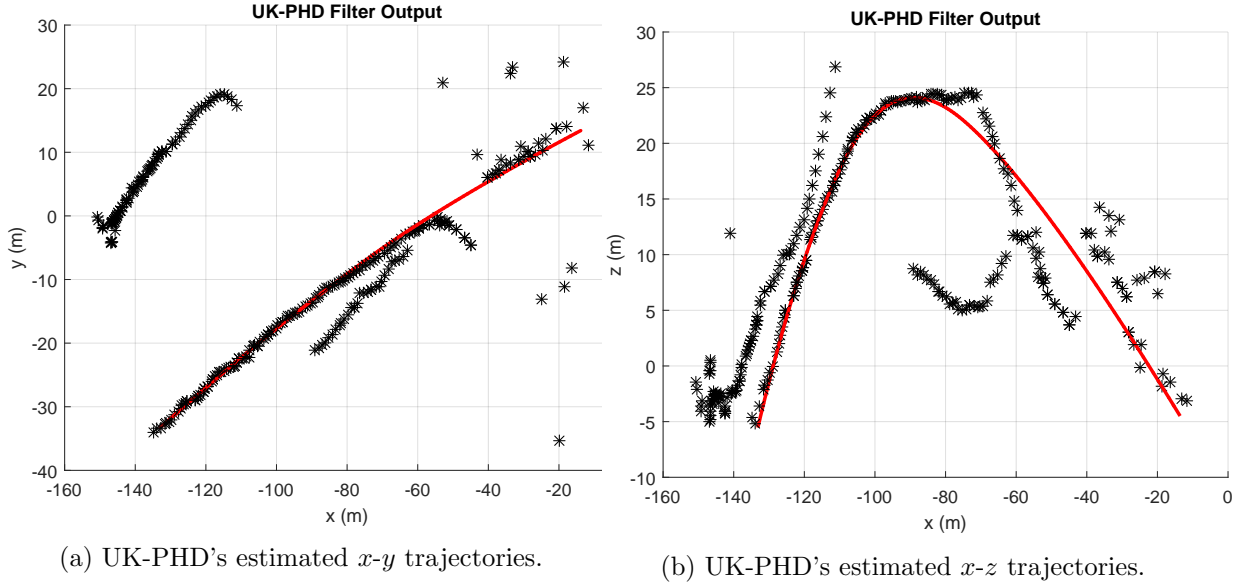 UK-PHD Filter Output
30
20
10
0
-10
-20
-30
-40
y (m)
-160 -140 -120 -100 -80 -60 -40 -20
x (m)
(a) UK-PHD's estimated x-y trajectories.
UK-PHD Filter Output
30
25
20
15
10
5
0
-5
-10
z (m)
-160 -140 -120 -100 -80 -60 -40 -20 0
x (m)
(b) UK-PHD's estimated x-z trajectories.